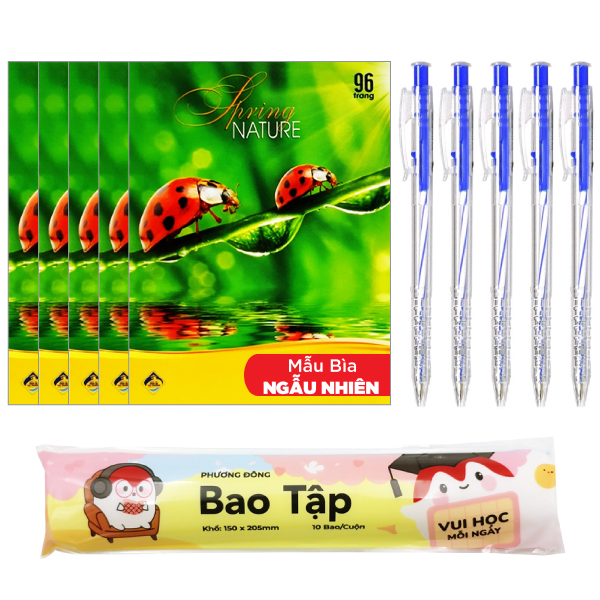 96
trang
Spring
NATURE
Mẫu Bìa
NGẪU NHIÊN
PHƯƠNG ĐÔNG
Bao Tập
Khổ: 150 x 205mm
10 Bao/Cuộn
VUI HỌC
MỖI NGÀY